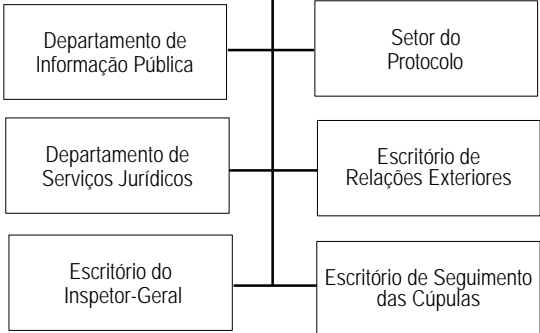 Departamento de
Informação Pública
Setor do
Protocolo
Departamento de
Serviços Jurídicos
Escritório de
Relações Exteriores
Escritório do
Inspetor-Geral
Escritório de Seguimento
das Cúpulas